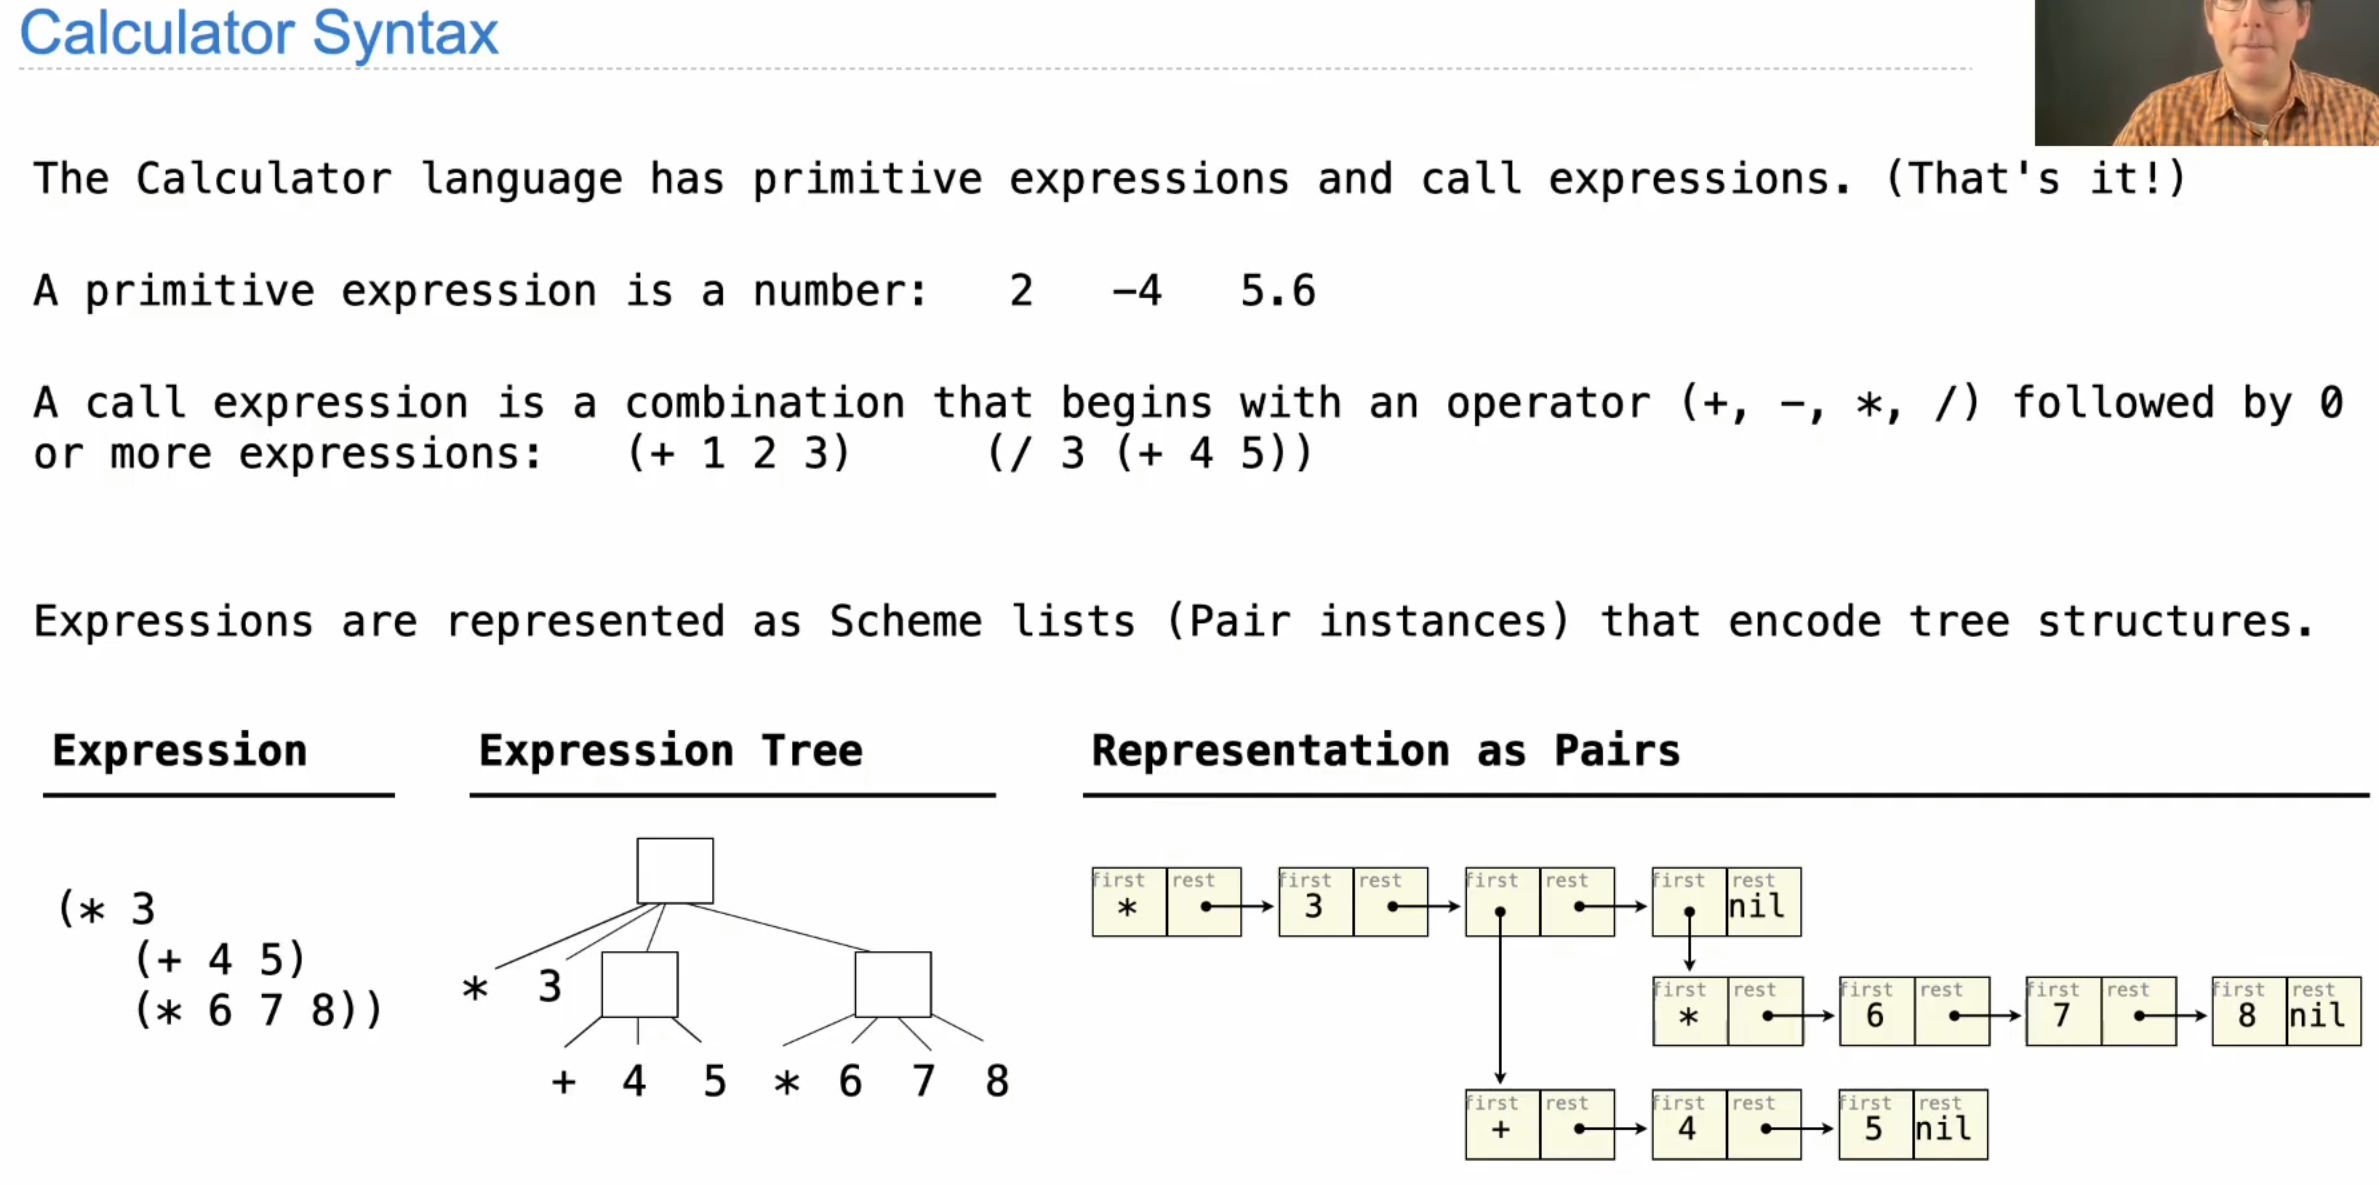 Calculator Syntax
The Calculator language has primitive expressions and call expressions. (That's it!)
A primitive expression is a number: 2 -4 5.6
A call expression is a combination that begins with an operator (+, -, *, /) followed by 0
or more expressions: (+ 1 2 3) (/ 3 (+ 4 5))
Expressions are represented as Scheme lists (Pair instances) that encode tree structures.
Expression
(* 3
(+ 4 5)
(* 6 7 8))
Expression Tree
* 3
+ 4 5 * 6 7 8
Representation as Pairs
first rest first rest first rest first rest
* 3 nil
first rest first rest first rest first rest
* 6 7 8 nil
first rest first rest first rest
+ 4 5 nil